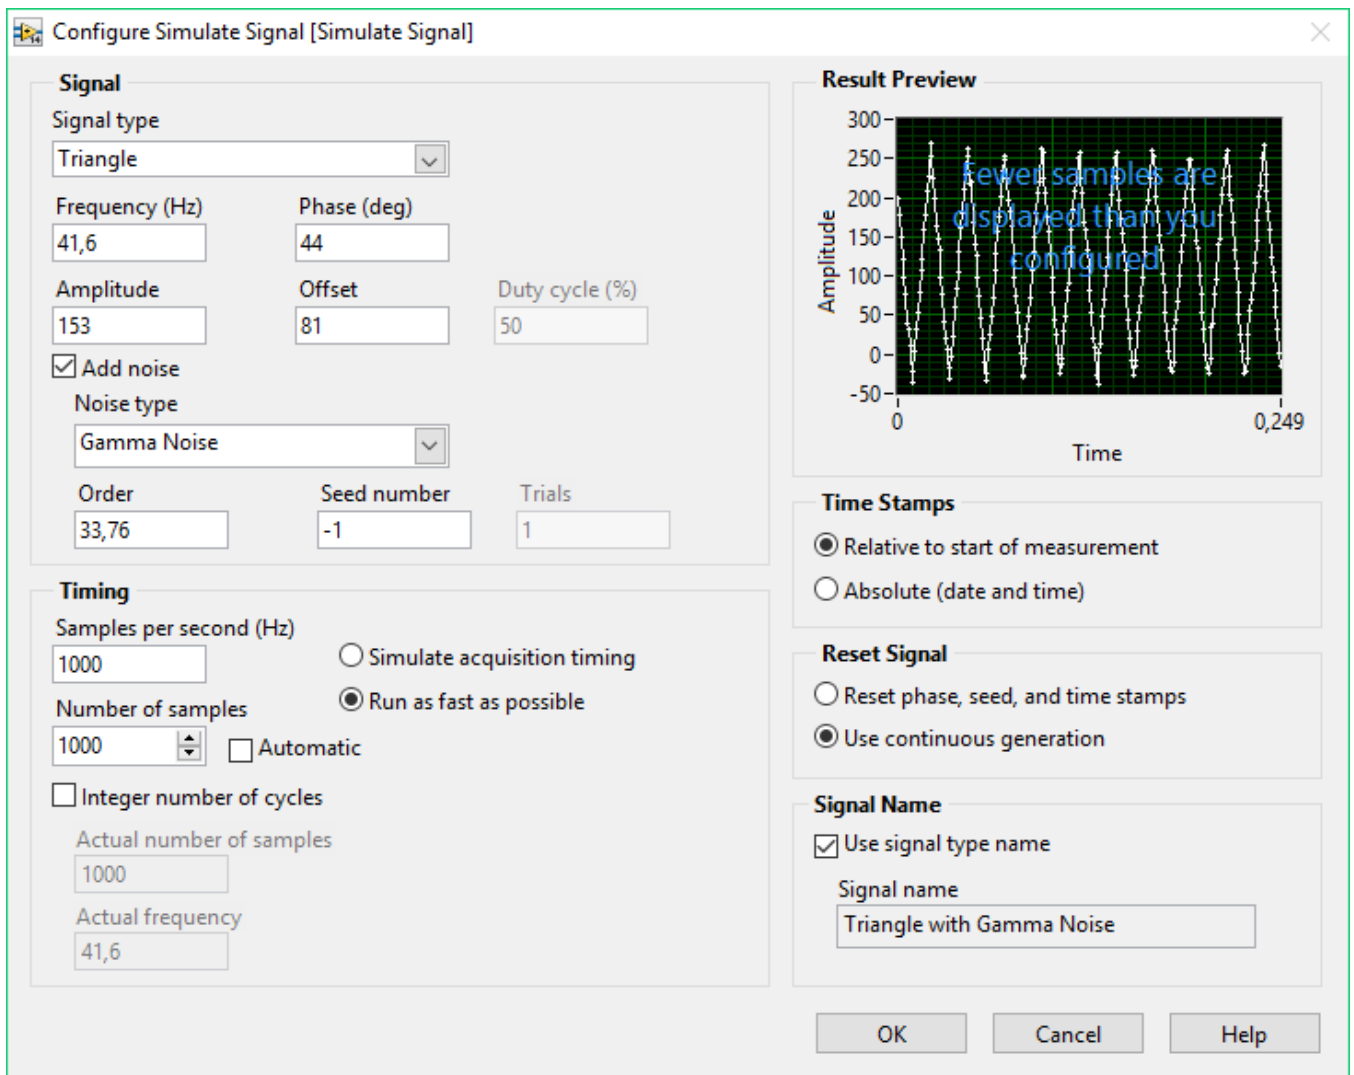 Configure Simulate Signal [Simulate Signal]
Signal
Signal type
Triangle
Frequency (Hz) Phase (deg)
41,6 44
Amplitude Offset Duty cycle (%)
153 81 50
Add noise
Noise type
Gamma Noise
Order Seed number Trials
33,76 -1 1
Timing
Samples per second (Hz)
1000
Simulate acquisition timing
Run as fast as possible
Number of samples
1000
Automatic
Integer number of cycles
Actual number of samples
1000
Actual frequency
41,6
Result Preview
300
250
200
150
100
50
0
-50
Amplitude
Fewer samples are
displayed than you
configured
0 0,249
Time
Time Stamps
Relative to start of measurement
Absolute (date and time)
Reset Signal
Reset phase, seed, and time stamps
Use continuous generation
Signal Name
Use signal type name
Signal name
Triangle with Gamma Noise
OK Cancel Help